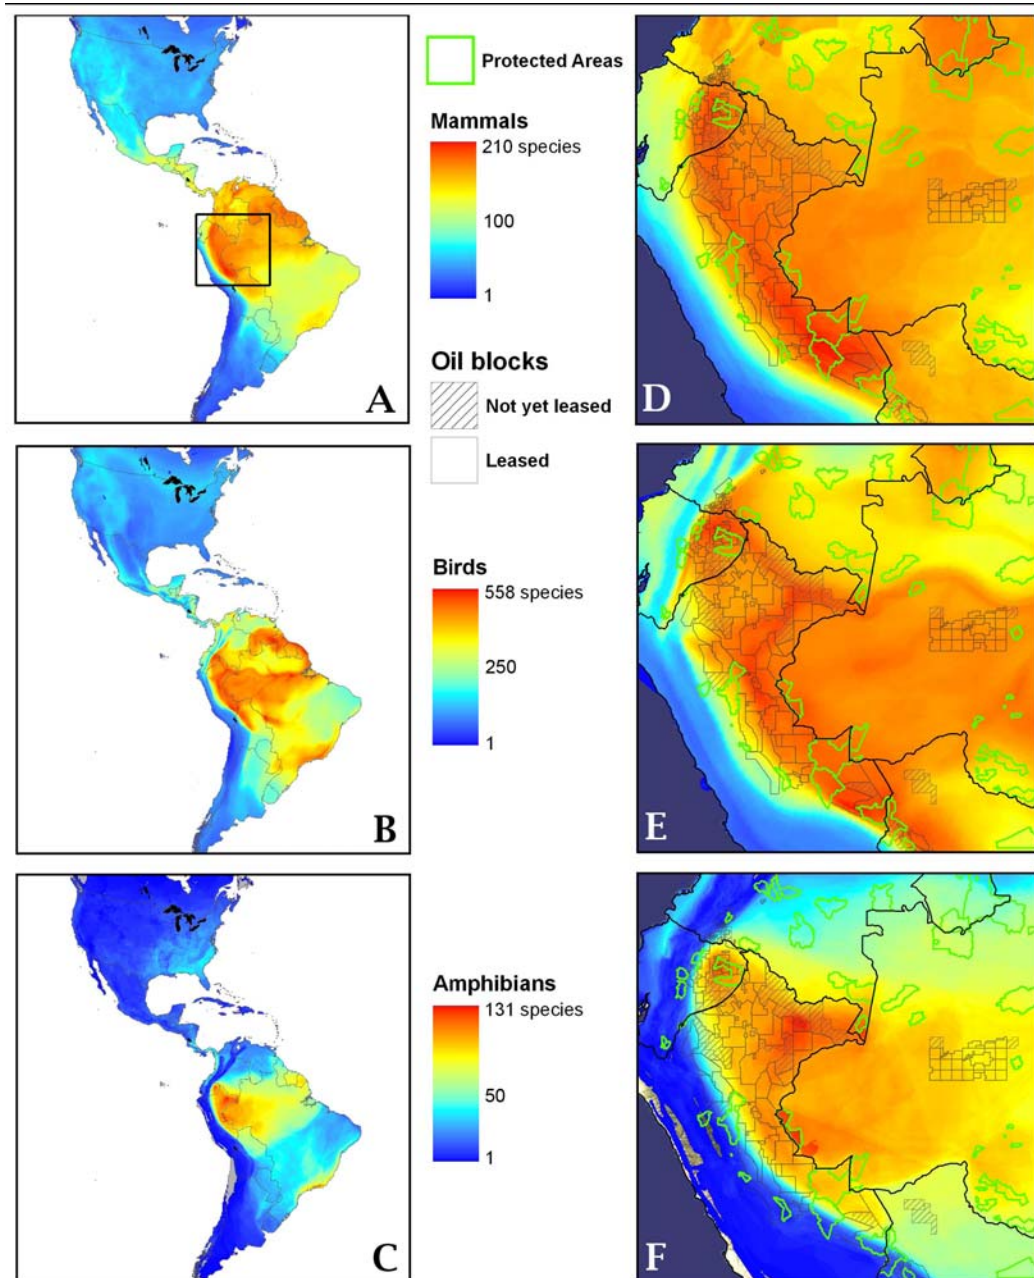 Protected Areas
Mammals
210 species
100
1
A
D
Oil blocks
Not yet leased
Leased
Birds
558 species
250
1
B
E
Amphibians
131 species
50
1
C
F